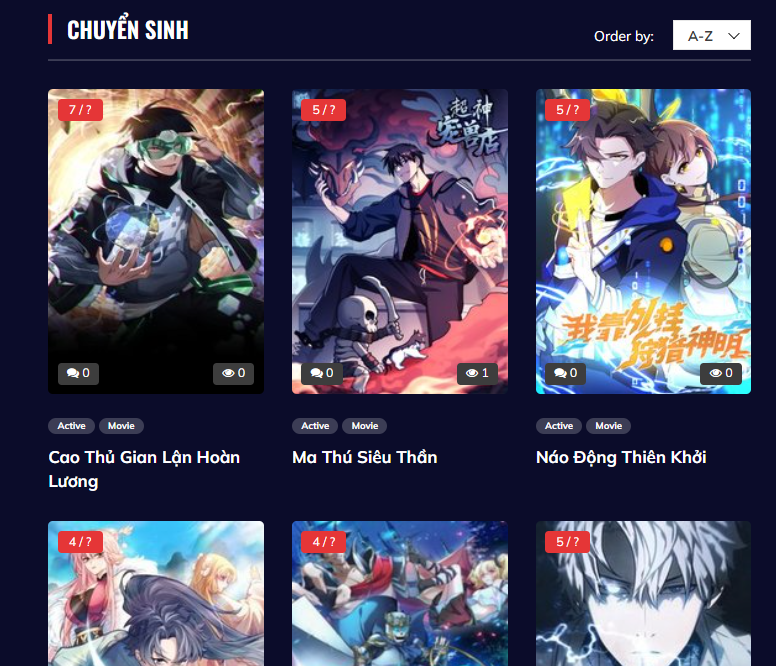 CHUYỂN SINH
Order by:
A-Z
7 / ?
5 / ?
超神
宠兽店
5 / ?
我靠外挂
狩猎神明
0
0
0
1
0
0
Active
Movie
Active
Movie
Active
Movie
Cao Thủ Gian Lận Hoàn
Lương
Ma Thú Siêu Thần
Náo Động Thiên Khởi
4 / ?
4 / ?
5 / ?